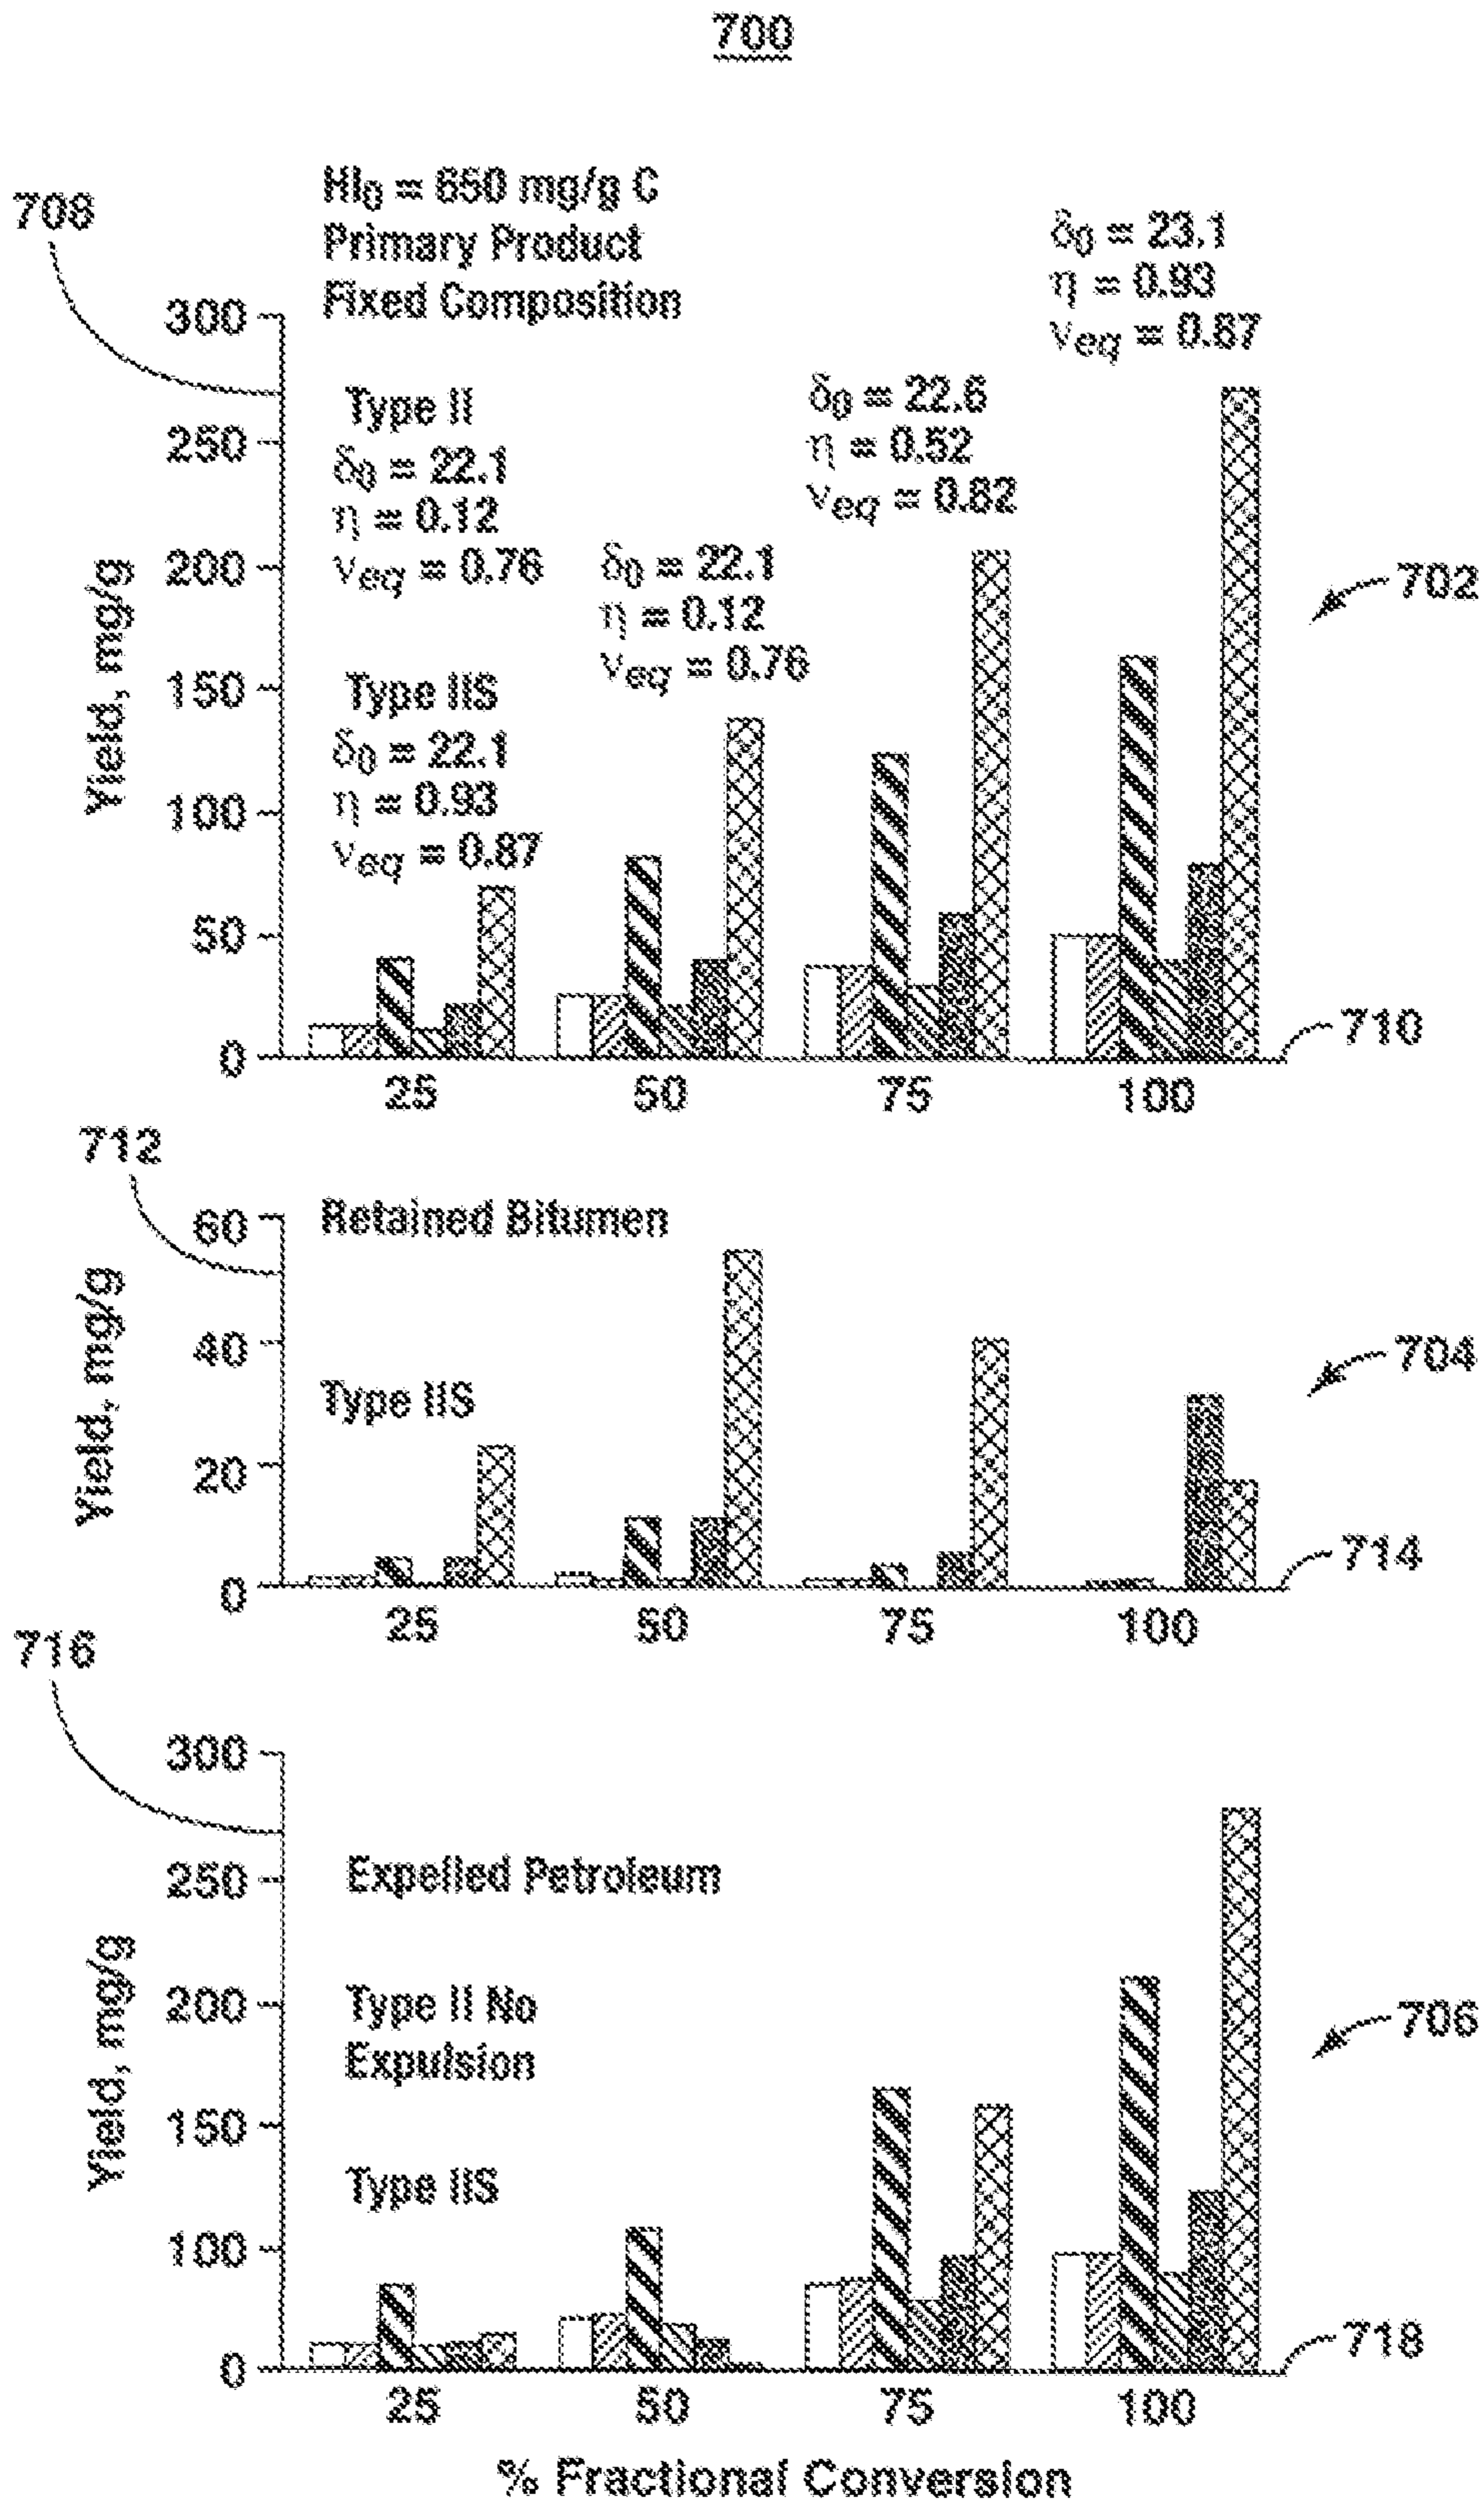 700
708
HI0 = 650 mg/g C
Primary Product
Fixed Composition
δ0 = 23.1
η = 0.93
νeq = 0.87
Type II
δ0 = 22.1
η = 0.12
νeq = 0.76
δ0 = 22.1
η = 0.12
νeq = 0.76
δ0 = 22.6
η = 0.52
νeq = 0.82
Type IIS
δ0 = 22.1
η = 0.93
νeq = 0.87
702
Yield, mg/g
300
250
200
150
100
50
0
25 50 75 100
710
712
Retained Bitumen
Type IIS
704
Yield, mg/g
60
40
20
0
25 50 75 100
714
716
Expelled Petroleum
Type II No
Expulsion
Type IIS
706
Yield, mg/g
300
250
200
150
100
0
25 50 75 100
718
% Fractional Conversion